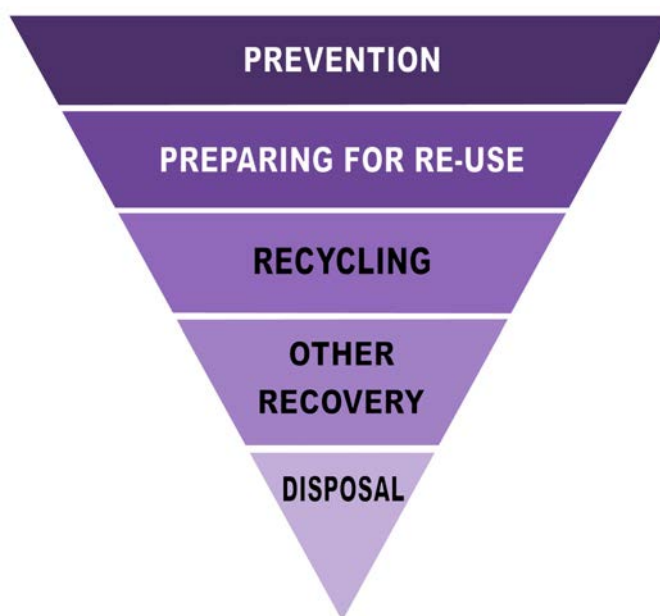 PREVENTION
PREPARING FOR RE-USE
RECYCLING
OTHER
RECOVERY
DISPOSAL